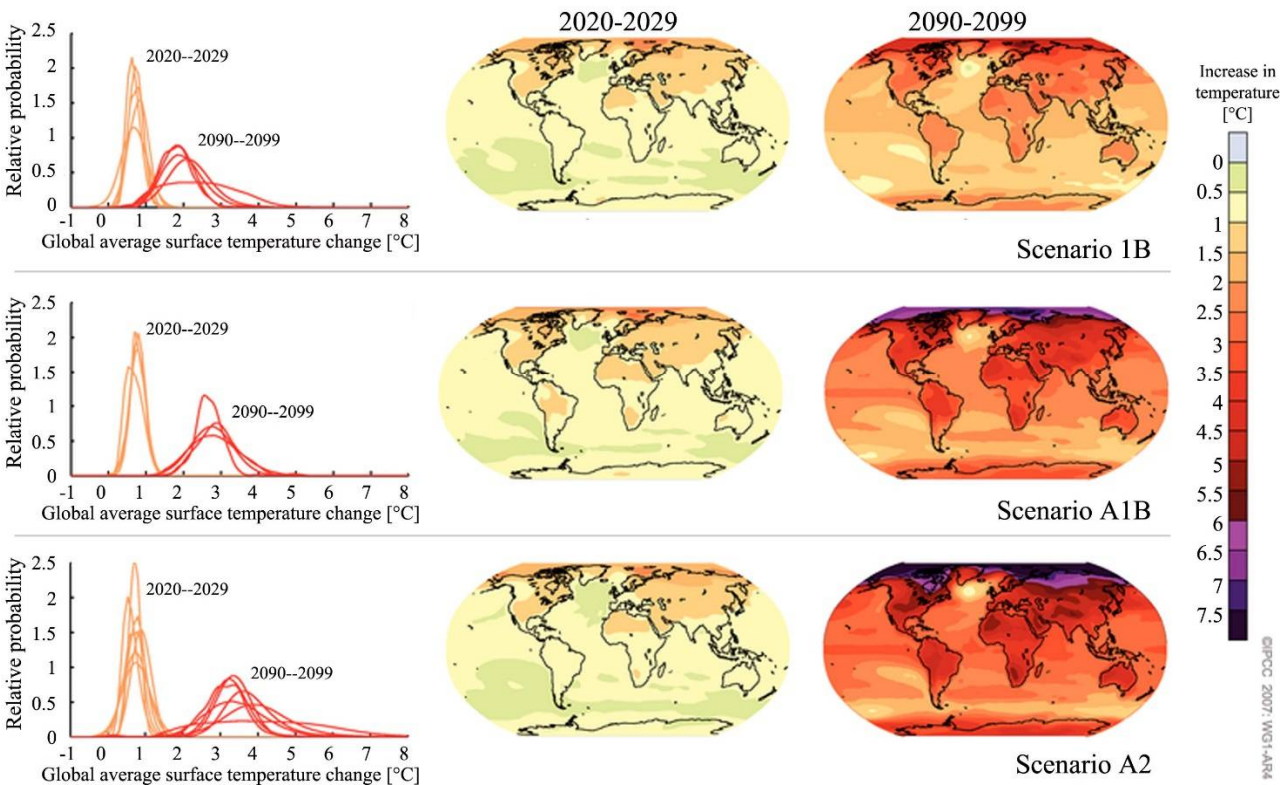 2020-2029
2090-2099
Relative probability
2.5
2
1.5
1
0.5
0
2020--2029
2090--2099
-1 0 1 2 3 4 5 6 7 8
Global average surface temperature change [°C]
Scenario 1B
Relative probability
2.5
2
1.5
1
0.5
0
2020--2029
2090--2099
-1 0 1 2 3 4 5 6 7 8
Global average surface temperature change [°C]
Scenario A1B
Relative probability
2.5
2
1.5
1
0.5
0
2020--2029
2090--2099
-1 0 1 2 3 4 5 6 7 8
Global average surface temperature change [°C]
Scenario A2
Increase in
temperature
[°C]
0
0.5
1
1.5
2
2.5
3
3.5
4
4.5
5
5.5
6
6.5
7
7.5
©IPCC 2007: WG1-AR4